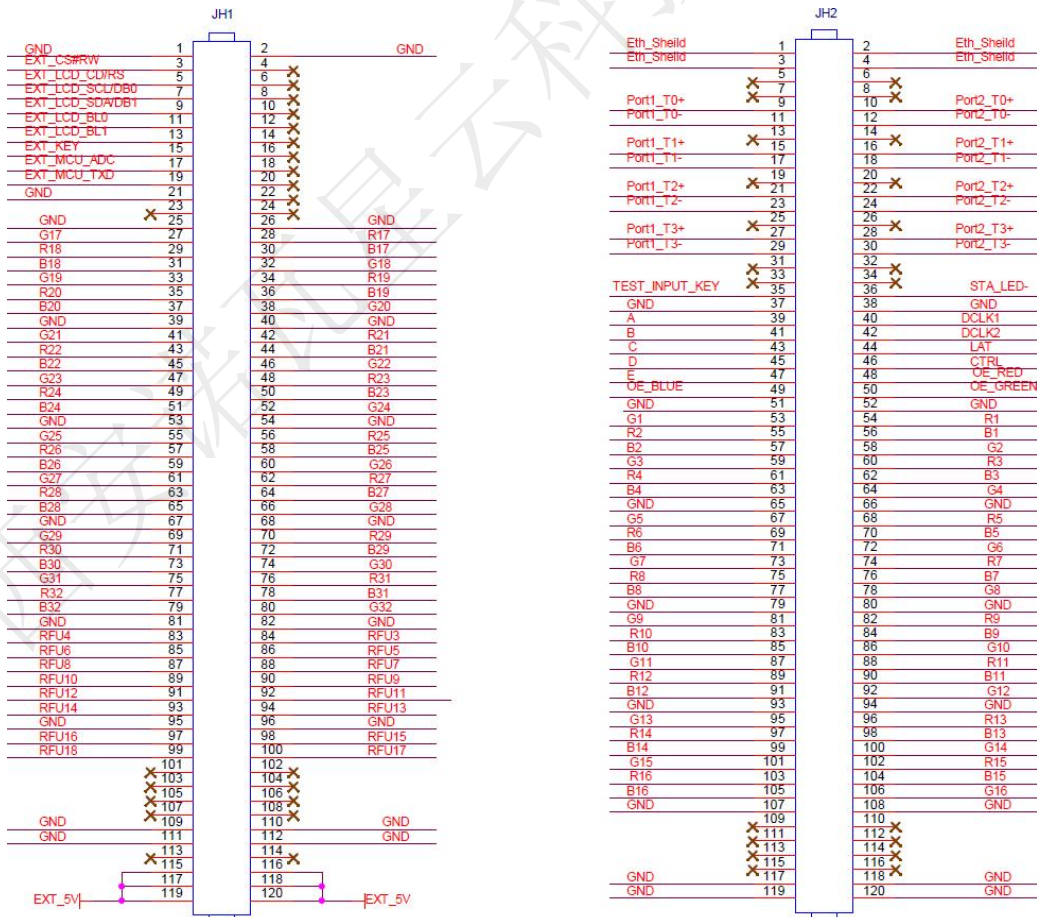 JH1
GND 1 2 GND
EXT_CS#RW 3 4
EXT_LCD_CD/RS 5 6
EXT_LCD_SCL/DB0 7 8
EXT_LCD_SDA/DB1 9 10
EXT_LCD_BL0 11 12
EXT_LCD_BL1 13 14
EXT_KEY 15 16
EXT_MCU_ADC 17 18
EXT_MCU_TXD 19 20
GND 21 22
23 24
GND 25 26 GND
G17 27 28 R17
R18 29 30 B17
B18 31 32 G18
G19 33 34 R19
R20 35 36 B19
B20 37 38 G20
GND 39 40 GND
G21 41 42 R21
R22 43 44 B21
B22 45 46 G22
G23 47 48 R23
R24 49 50 B23
B24 51 52 G24
GND 53 54 GND
G25 55 56 R25
R26 57 58 B25
B26 59 60 G26
G27 61 62 R27
R28 63 64 B27
B28 65 66 G28
GND 67 68 GND
G29 69 70 R29
R30 71 72 B29
B30 73 74 G30
G31 75 76 R31
R32 77 78 B31
B32 79 80 G32
GND 81 82 GND
RFU4 83 84 RFU3
RFU6 85 86 RFU5
RFU8 87 88 RFU7
RFU10 89 90 RFU9
RFU12 91 92 RFU11
RFU14 93 94 RFU13
GND 95 96 GND
RFU16 97 98 RFU15
RFU18 99 100 RFU17
101 102
103 104
105 106
107 108
GND 109 110 GND
GND 111 112 GND
113 114
115 116
117 118
EXT_5V 119 120 EXT_5V
JH2
Eth_Sheild 1 2 Eth_Sheild
Eth_Sheild 3 4 Eth_Sheild
5 6
7 8
Port1_T0+ 9 10 Port2_T0+
Port1_T0- 11 12 Port2_T0-
13 14
Port1_T1+ 15 16 Port2_T1+
Port1_T1- 17 18 Port2_T1-
19 20
Port1_T2+ 21 22 Port2_T2+
Port1_T2- 23 24 Port2_T2-
25 26
Port1_T3+ 27 28 Port2_T3+
Port1_T3- 29 30 Port2_T3-
31 32
33 34
TEST_INPUT_KEY 35 36 STA_LED-
GND 37 38 GND
A 39 40 DCLK1
B 41 42 DCLK2
C 43 44 LAT
D 45 46 CTRL
E 47 48 OE_RED
OE_BLUE 49 50 OE_GREEN
GND 51 52 GND
G1 53 54 R1
R2 55 56 B1
B2 57 58 G2
G3 59 60 R3
R4 61 62 B3
B4 63 64 G4
GND 65 66 GND
G5 67 68 R5
R6 69 70 B5
B6 71 72 G6
G7 73 74 R7
R8 75 76 B7
B8 77 78 G8
GND 79 80 GND
G9 81 82 R9
R10 83 84 B9
B10 85 86 G10
G11 87 88 R11
R12 89 90 B11
B12 91 92 G12
GND 93 94 GND
G13 95 96 R13
R14 97 98 B13
B14 99 100 G14
G15 101 102 R15
R16 103 104 B15
B16 105 106 G16
GND 107 108 GND
109 110
111 112
113 114
115 116
GND 117 118 GND
GND 119 120 GND
西安诺瓦星云科